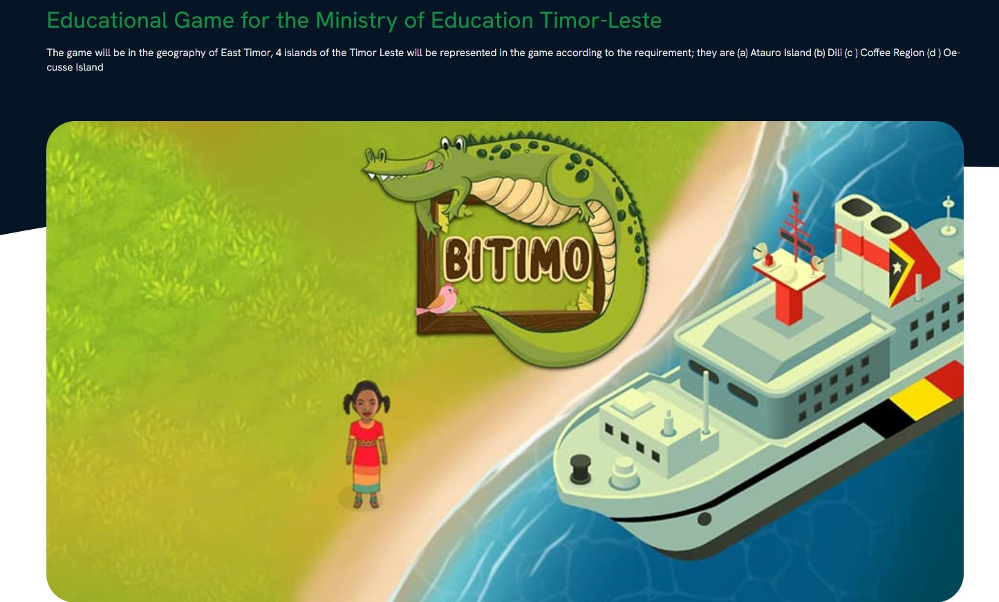 Educational Game for the Ministry of Education Timor-Leste
The game will be in the geography of East Timor, 4 islands of the Timor Leste will be represented in the game according to the requirement; they are (a) Atauro Island (b) Dili (c ) Coffee Region (d ) Oe-
cusse Island
BITIMO